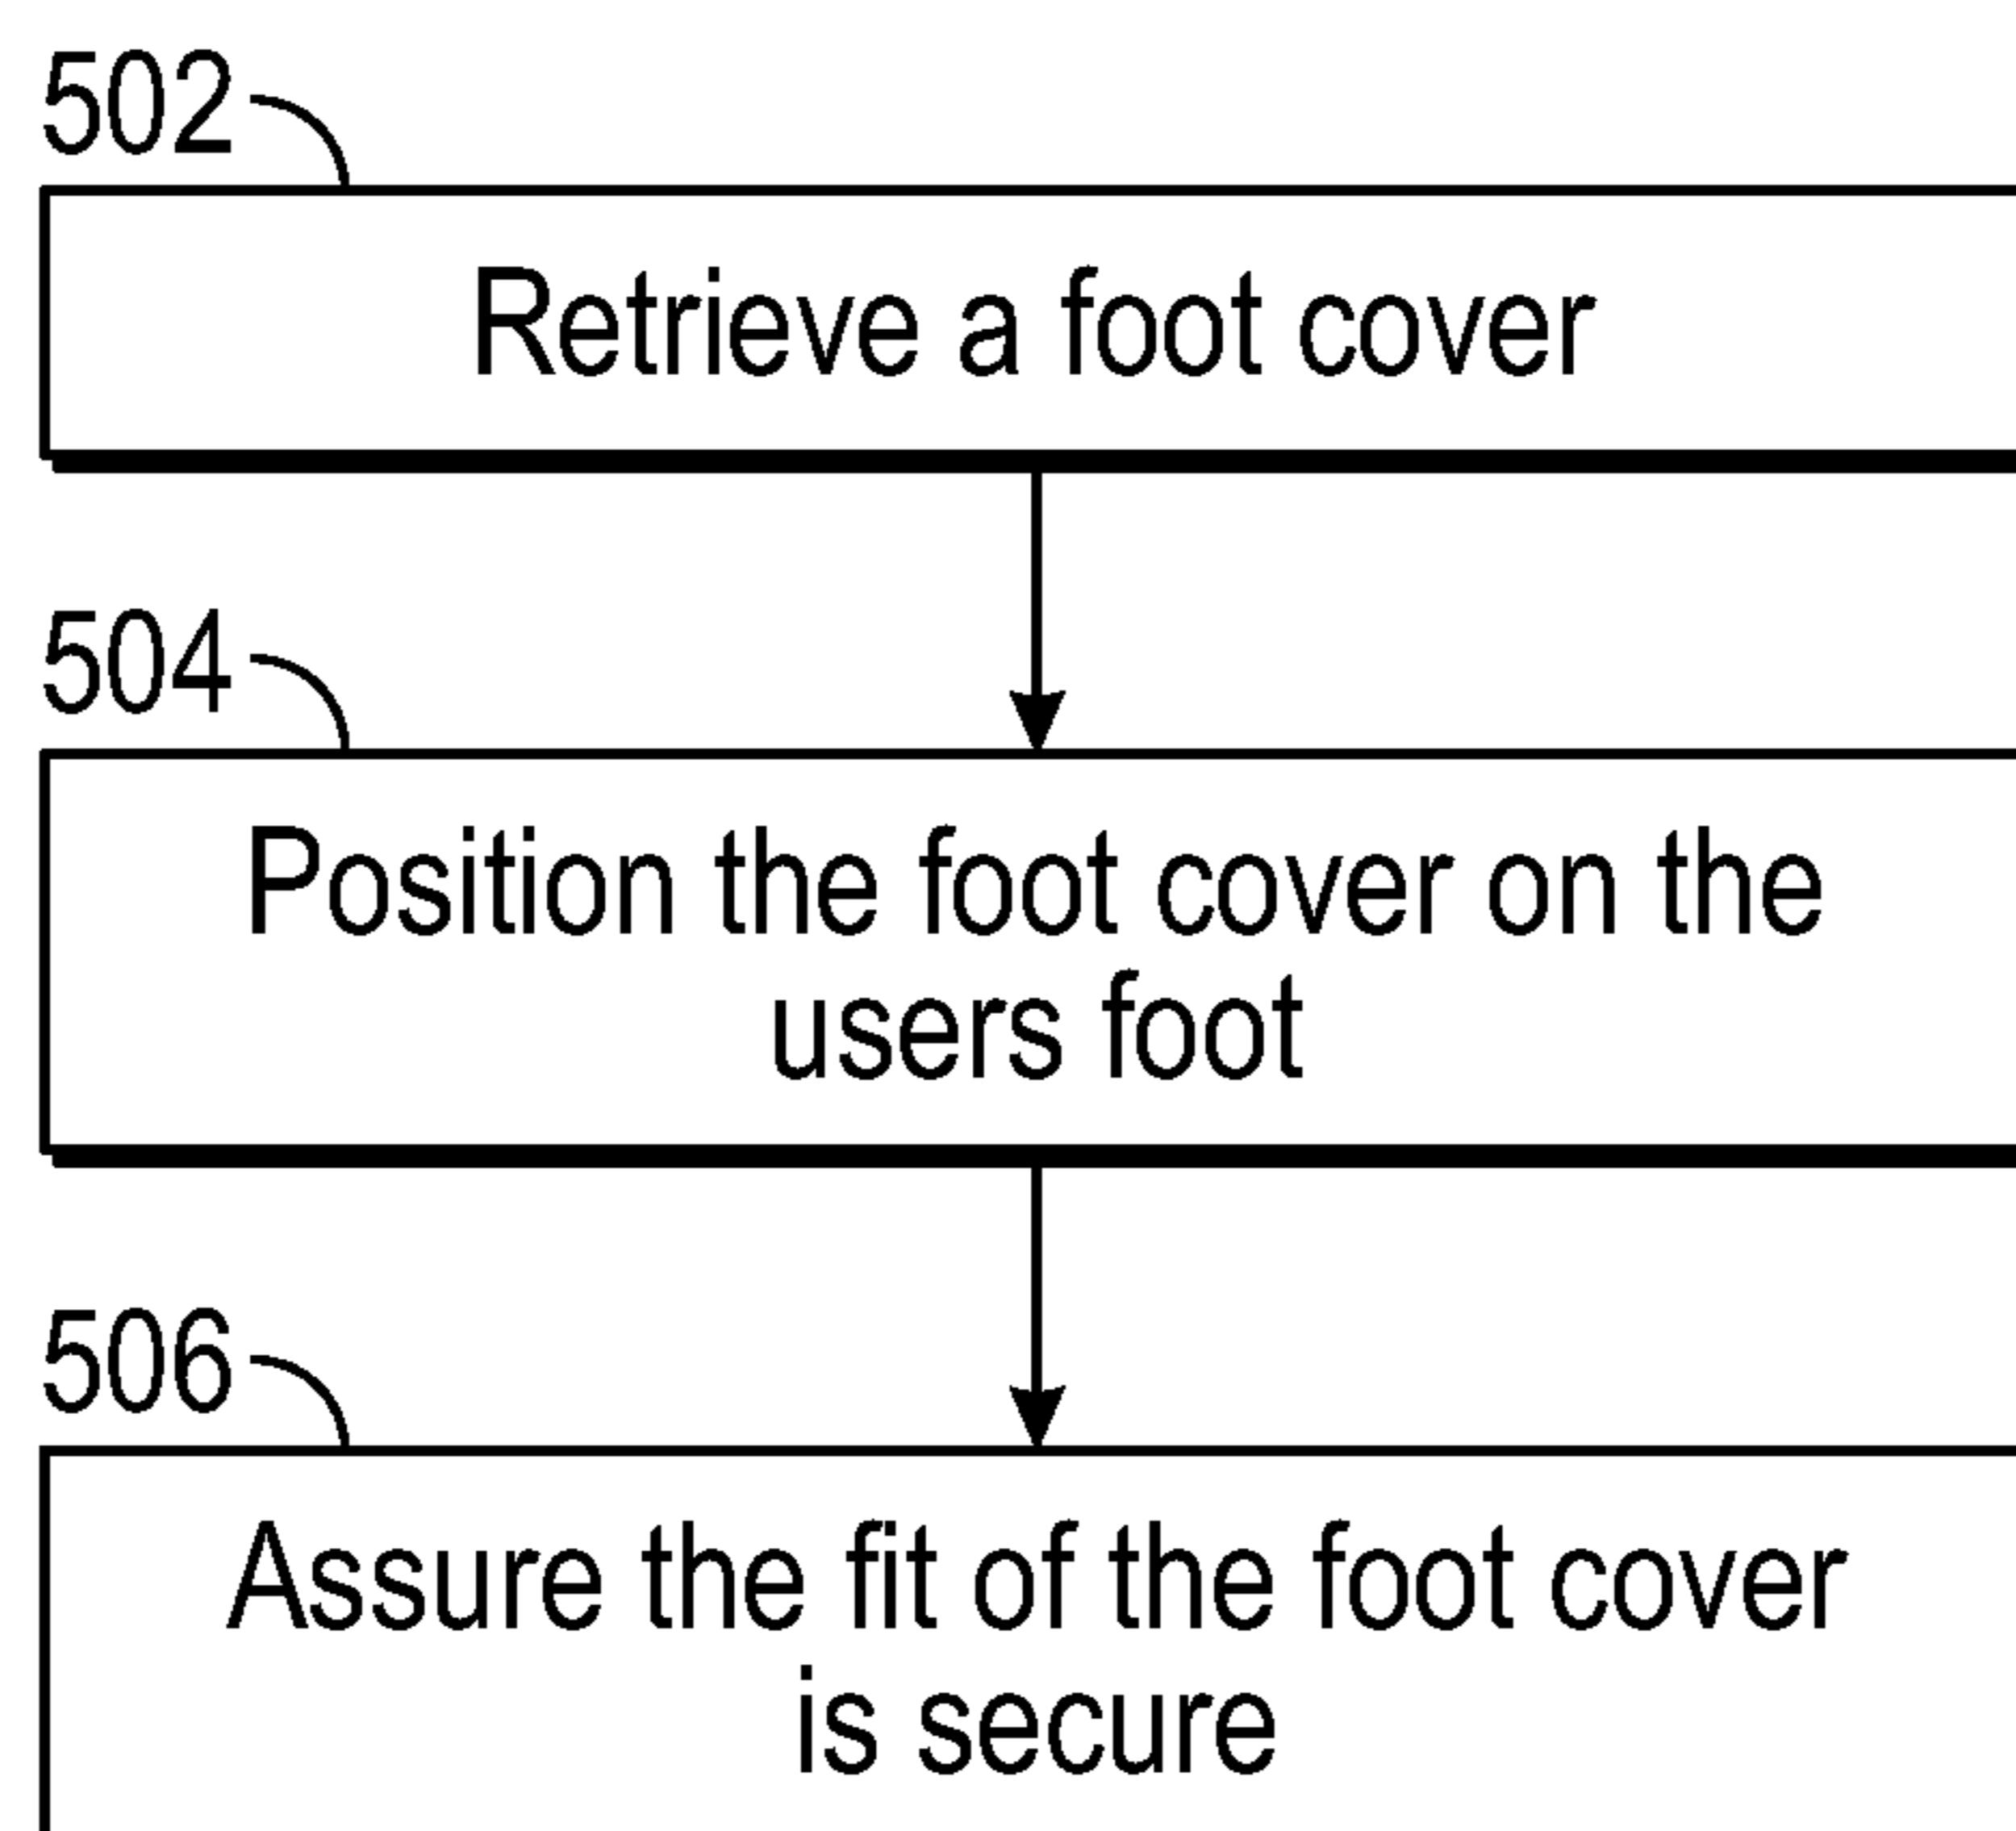 502
Retrieve a foot cover
504
Position the foot cover on the
users foot
506
Assure the fit of the foot cover
is secure